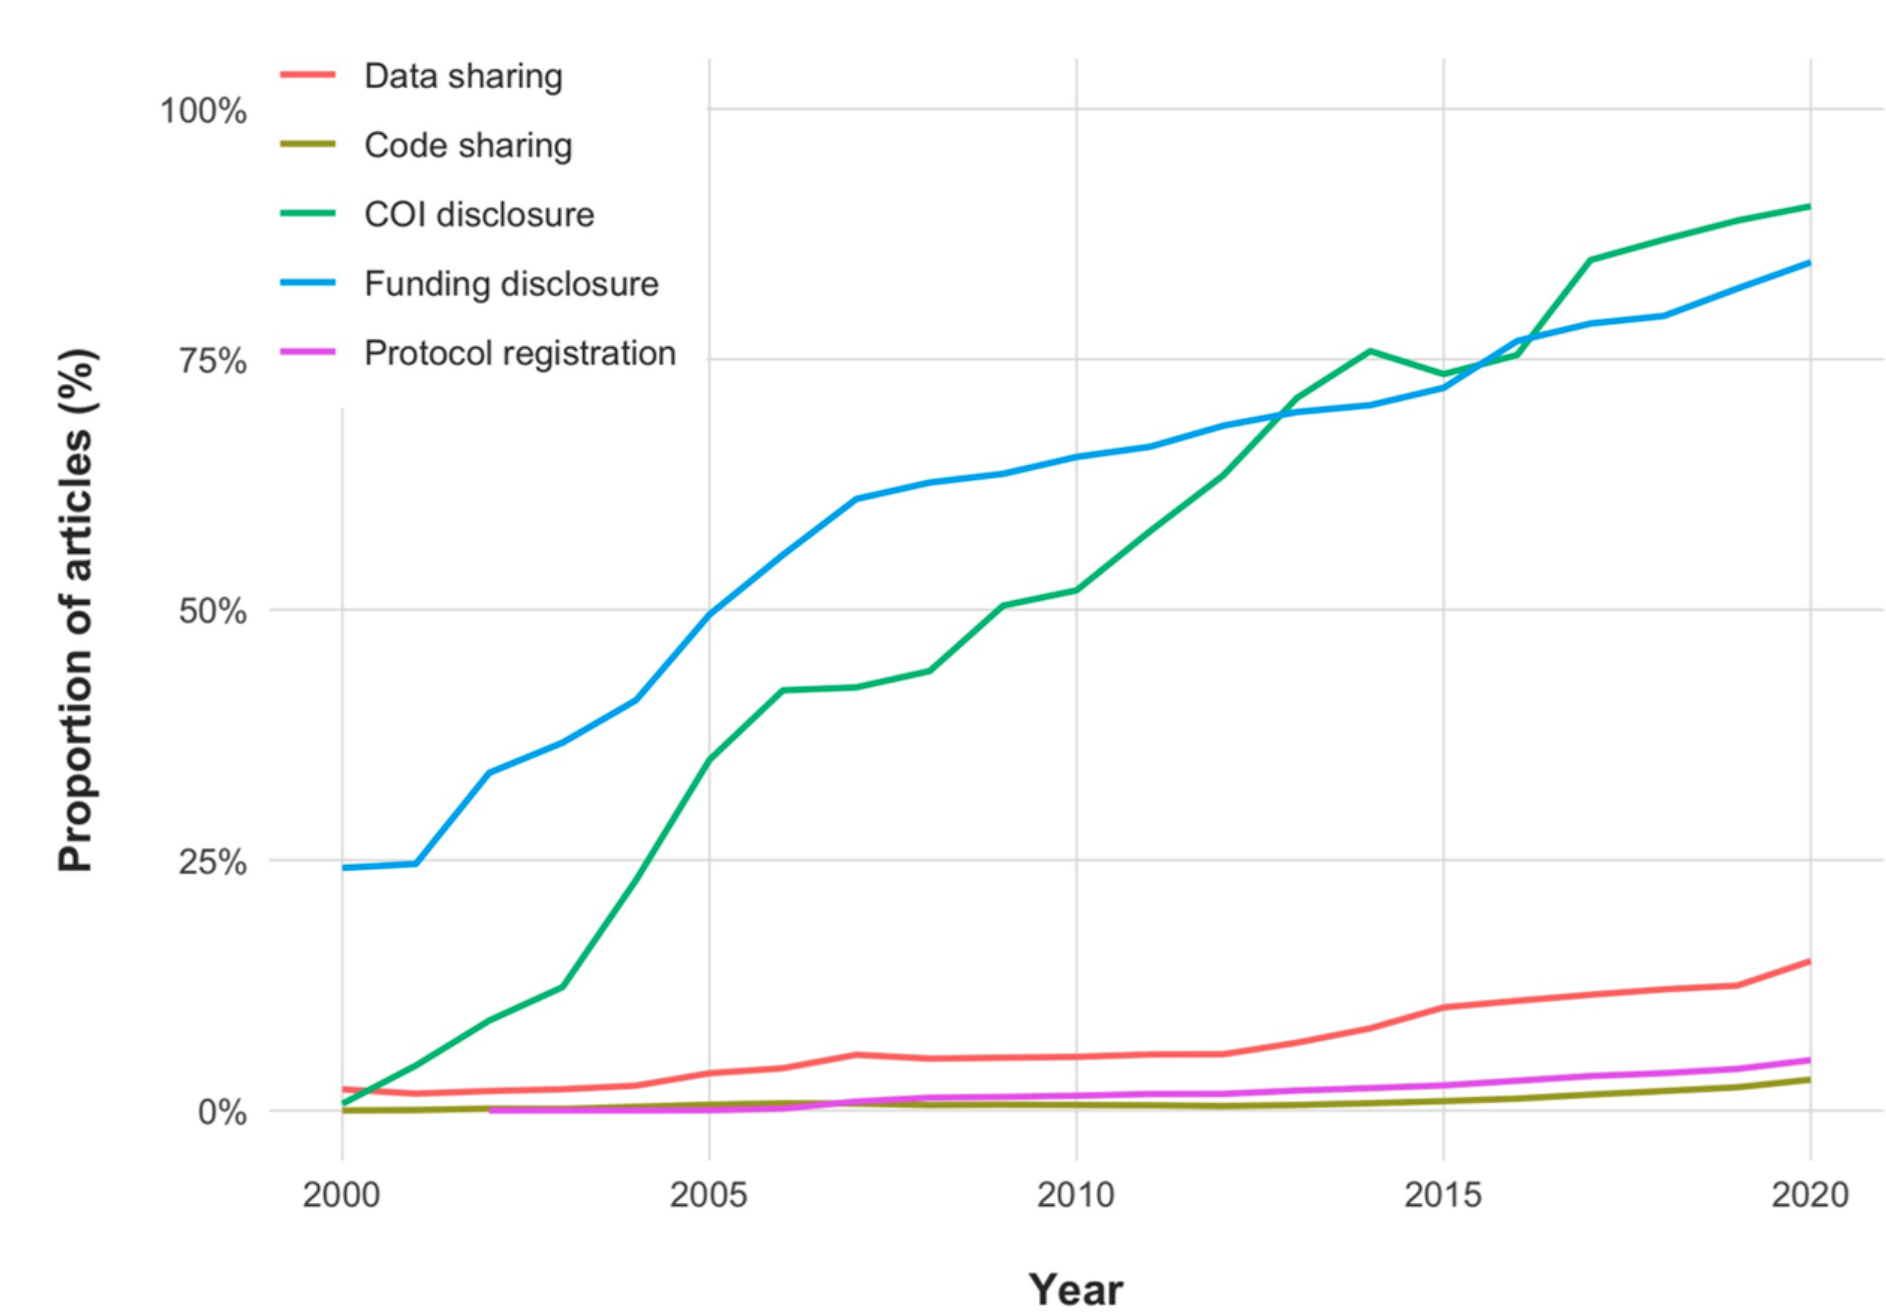 Data sharing
Code sharing
COI disclosure
Funding disclosure
Protocol registration
100%
75%
50%
25%
0%
Proportion of articles (%)
2000 2005 2010 2015 2020
Year